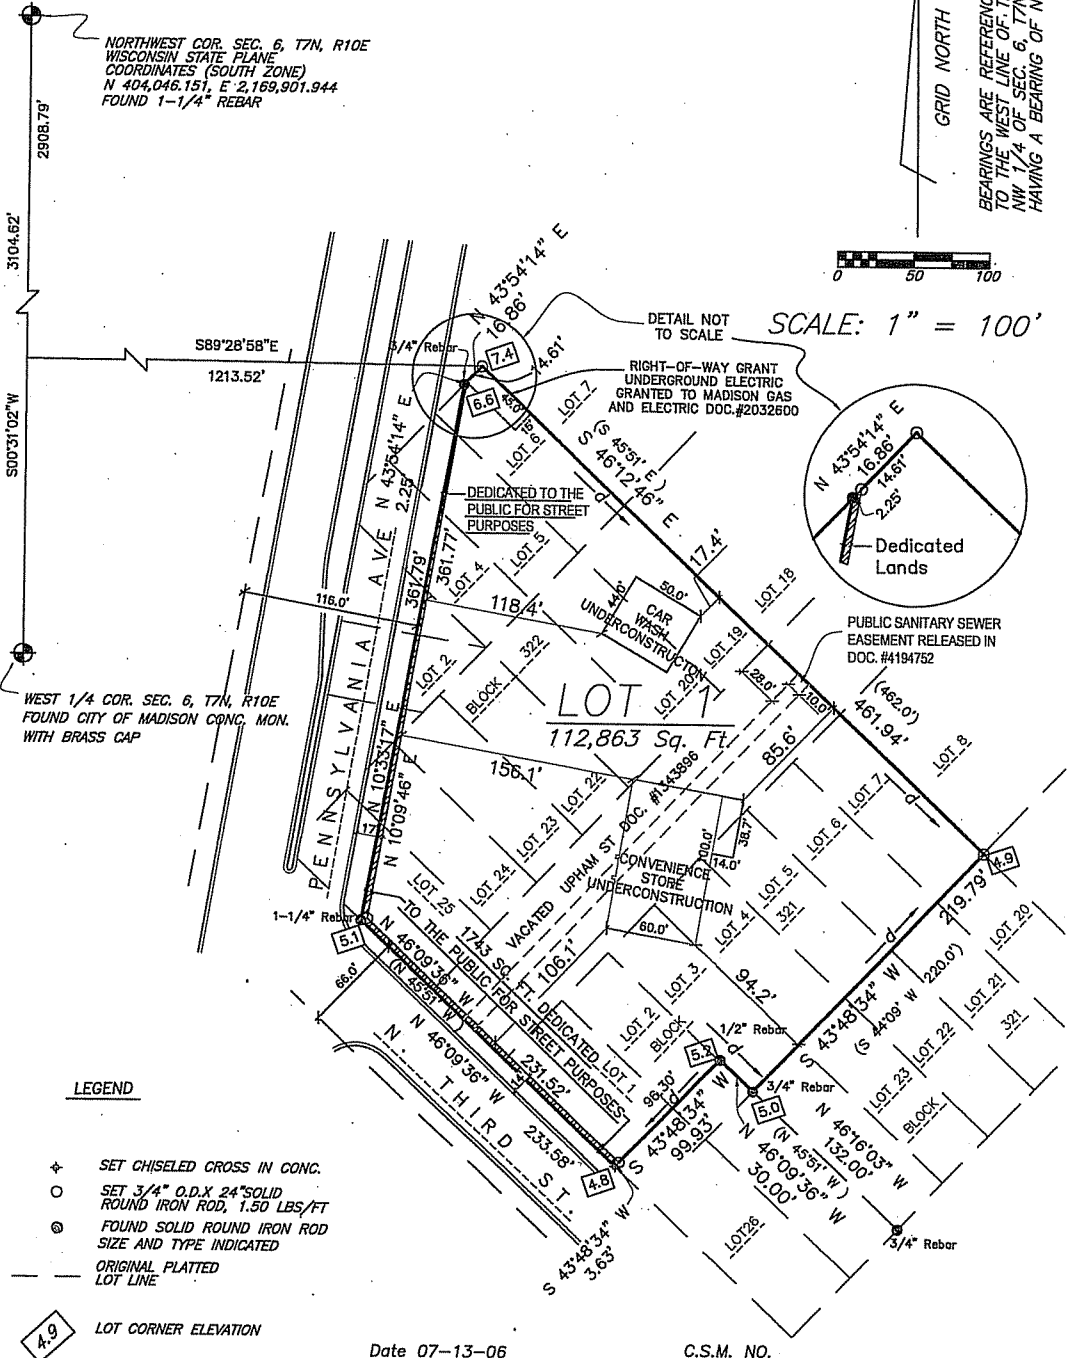 NORTHWEST COR. SEC. 6, T7N, R10E
WISCONSIN STATE PLANE
COORDINATES (SOUTH ZONE)
N 404,046.151, E 2,169,901.944
FOUND 1-1/4" REBAR
2908.79'
3104.62'
S00°31'02"W
GRID NORTH
BEARINGS ARE REFERENC
TO THE WEST LINE OF
NW 1/4 OF SEC. 6, T7N
HAVING A BEARING OF N
0 50 100
SCALE: 1" = 100'
S89°28'58"E
1213.52'
3/4" Rebar
N 43°54'14" E
16.86'
14.61'
7.4
6.6
15.0'
DETAIL NOT
TO SCALE
RIGHT-OF-WAY GRANT
UNDERGROUND ELECTRIC
GRANTED TO MADISON GAS
AND ELECTRIC DOC.#2032600
N 43°54'14" E
16.86'
14.61'
2.25'
Dedicated
Lands
N 43°54'14" E
2.25'
LOT 7
LOT 6
(S 45°51' E)
S 46°12'46" E
d
DEDICATED TO THE
PUBLIC FOR STREET
PURPOSES
LOT 5
LOT 4
361.79'
361.77'
116.0'
118.4'
17.4'
50.0'
44.0'
CAR
WASH
UNDERCONSTRUCTON
LOT 18
LOT 19
LOT 20
PUBLIC SANITARY SEWER
EASEMENT RELEASED IN
DOC. #4194752
LOT 2
BLOCK
322
28.0'
10.0'
(462.0')
461.94'
WEST 1/4 COR. SEC. 6, T7N, R10E
FOUND CITY OF MADISON CONC. MON.
WITH BRASS CAP
LOT 1
112,863 Sq. Ft.
PENNSYLVANIA AVE
N 10°33'17" E
N 10°09'46" E
156.1'
85.6'
LOT 8
LOT 7
LOT 6
LOT 5
LOT 4
321
LOT 3
LOT 2
BLOCK
LOT 1
LOT 22
LOT 23
LOT 24
LOT 25
VACATED UPHAM ST DOC. #1343896
38.7'
14.0'
CONVENIENCE
STORE
UNDERCONSTRUCTION
60.0'
106.1'
94.2'
d
4.9
219.79'
S 43°48'34" W
(S 44°09' W 220.0')
LOT 20
LOT 21
321
LOT 22
LOT 23
BLOCK
1-1/4" Rebar
5.1
66.0'
N 46°09'36" W
(N 45°51' W)
1743 SQ. FT. DEDICATED
TO THE PUBLIC FOR STREET PURPOSES
N 46°09'36" W
231.52'
233.58'
N. THIRD ST.
1/2" Rebar
5.2
d
3/4" Rebar
5.0
96.30'
d
S 43°48'34" W
99.93'
4.8
S 43°48'34" W
3.63'
N 46°16'03" W
132.00'
(N 45°51' W)
N 46°09'36" W
30.00'
LOT26
3/4" Rebar
LEGEND
SET CHISELED CROSS IN CONC.
SET 3/4" O.D.X 24"SOLID
ROUND IRON ROD, 1.50 LBS/FT
FOUND SOLID ROUND IRON ROD
SIZE AND TYPE INDICATED
ORIGINAL PLATTED
LOT LINE
4.9
LOT CORNER ELEVATION
Date 07-13-06
C.S.M. NO.